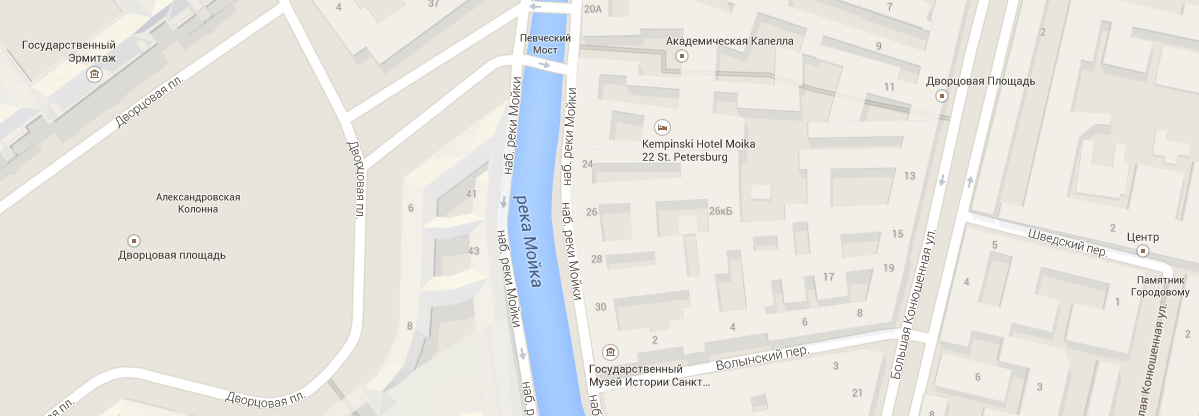 4
37
20А
2
Государственный
Эрмитаж
Певческий
Мост
Академическая Капелла
9
Дворцовая Площадь
11
Дворцовая пл.
наб. реки Мойки
наб. реки Мойки
Kempinski Hotel Moika
22 St. Petersburg
Дворцовая пл.
24
Александровская
Колонна
6
41
река Мойка
наб. реки Мойки
26
26кБ
2
15
Шведский пер.
Центр
Дворцовая площадь
43
наб. реки Мойки
28
5
17
19
4
Памятник
Городовому
1
30
8
4
6
8
2
Большая Конюшенная ул.
лая Конюшенная ул.
Волынский пер.
Государственный
Музей Истории Санкт...
3
21
3
Дворцовая пл.
пл.
наб. р
наб.